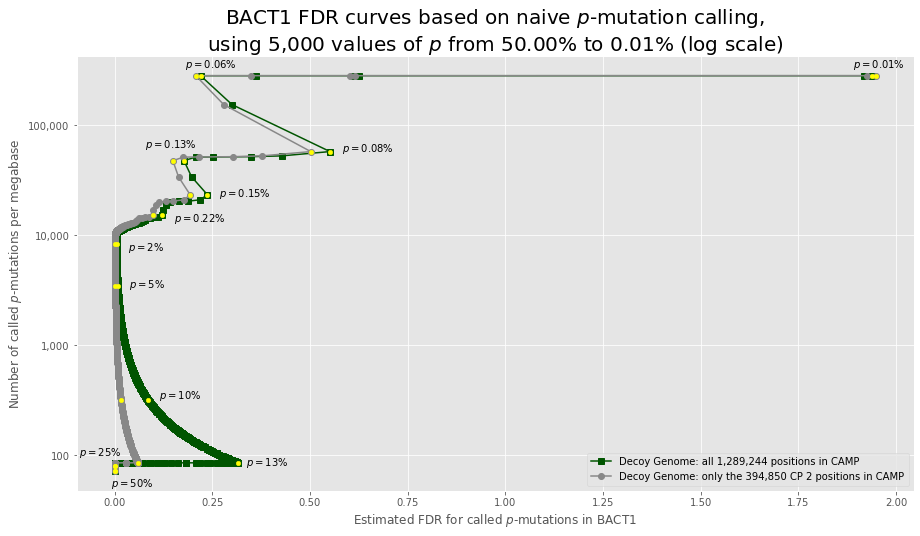 BACT1 FDR curves based on naive p-mutation calling,
using 5,000 values of p from 50.00% to 0.01% (log scale)
p = 0.06%
p = 0.01%
100,000
p = 0.13%
p = 0.08%
p = 0.15%
p = 0.22%
10,000
p = 2%
p = 5%
Number of called p-mutations per megabase
1,000
p = 10%
p = 25%
100
p = 13%
p = 50%
Decoy Genome: all 1,289,244 positions in CAMP
Decoy Genome: only the 394,850 CP 2 positions in CAMP
0.00 0.25 0.50 0.75 1.00 1.25 1.50 1.75 2.00
Estimated FDR for called p-mutations in BACT1